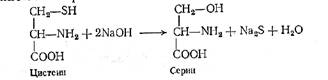 CH₂—SH CH₂—OH
CH—NH₂ + 2NaOH ⟶ CH—NH₂ + Na₂S + H₂O
COOH COOH
Цистеин Серин